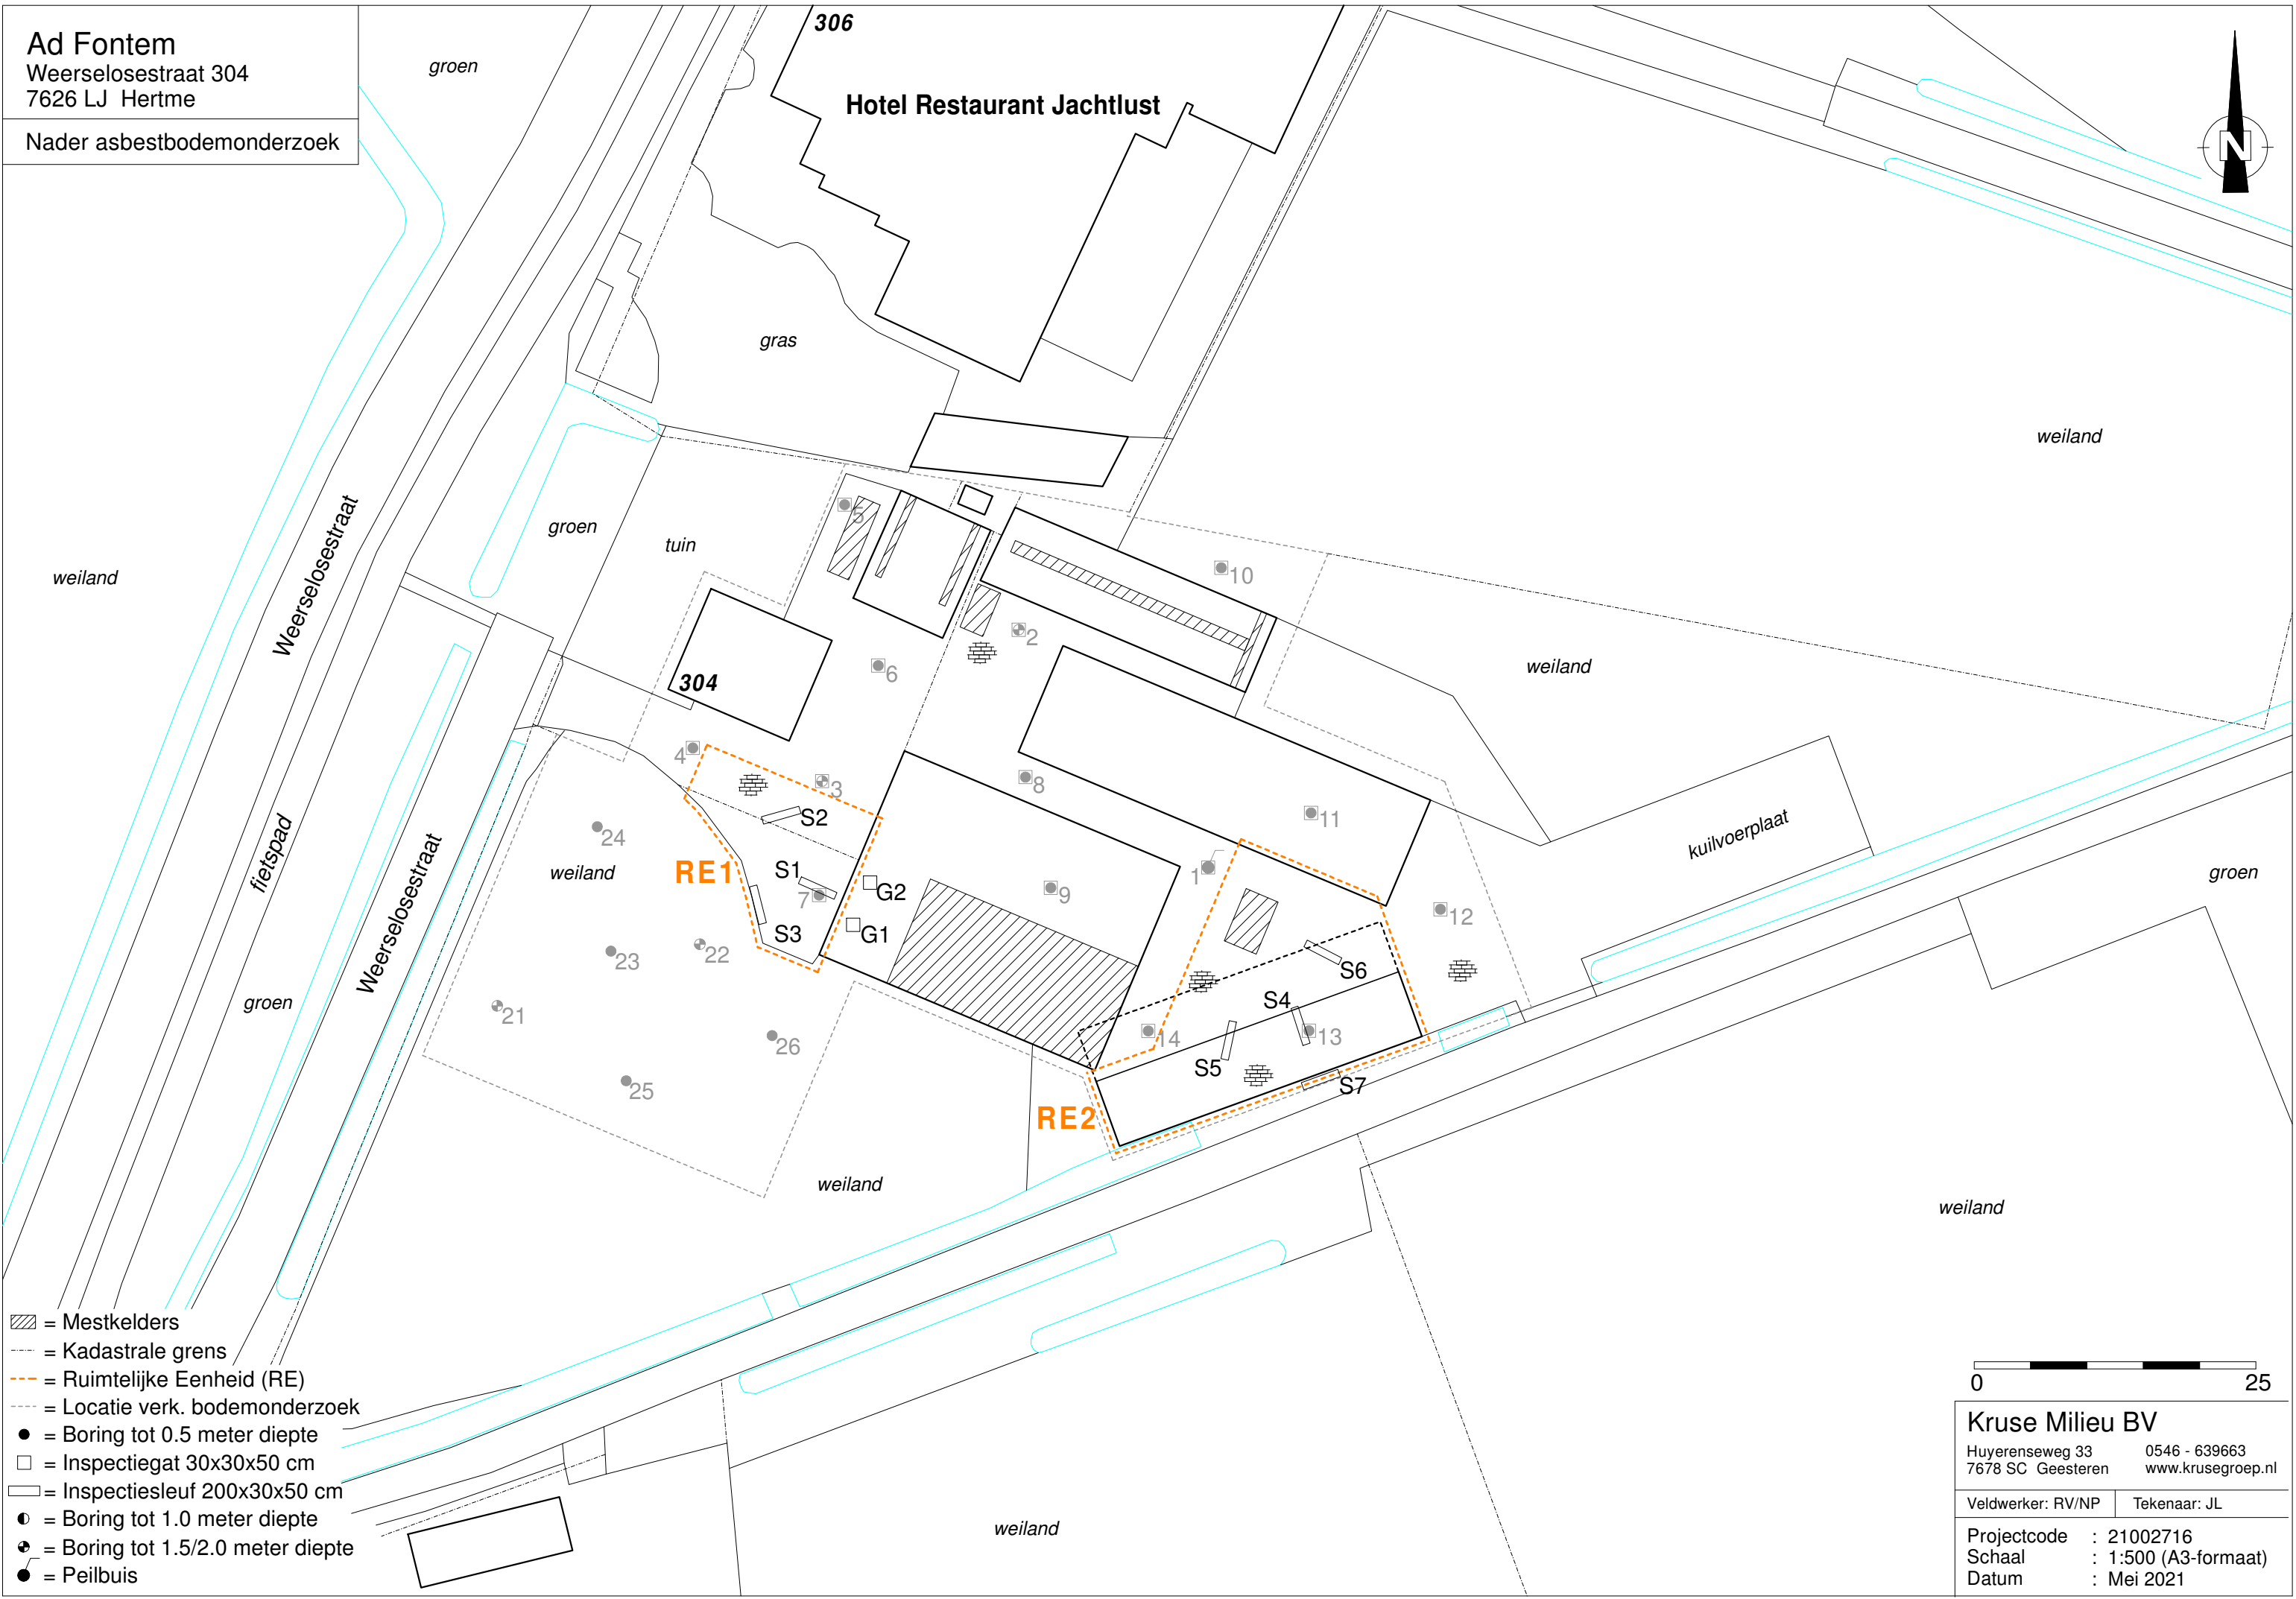 Ad Fontem
Weerselosestraat 304
7626 LJ Hertme
Nader asbestbodemonderzoek
306
Hotel Restaurant Jachtlust
N
groen
gras
weiland
weiland
Weerselosestraat
groen
tuin
5
10
2
6
304
weiland
4
3
8
S2
11
24
kuilvoerplaat
fietspad
weiland
RE1
S1
7
G2
9
1
groen
Weerselosestraat
S3
G1
12
23
22
S6
groen
21
S4
14
13
26
S5
25
S7
RE2
weiland
weiland
weiland
= Mestkelders
= Kadastrale grens
= Ruimtelijke Eenheid (RE)
= Locatie verk. bodemonderzoek
= Boring tot 0.5 meter diepte
= Inspectiegat 30x30x50 cm
= Inspectiesleuf 200x30x50 cm
= Boring tot 1.0 meter diepte
= Boring tot 1.5/2.0 meter diepte
= Peilbuis
0 25
Kruse Milieu BV
Huyerenseweg 33 0546 - 639663
7678 SC Geesteren www.krusegroep.nl
Veldwerker: RV/NP Tekenaar: JL
Projectcode : 21002716
Schaal : 1:500 (A3-formaat)
Datum : Mei 2021